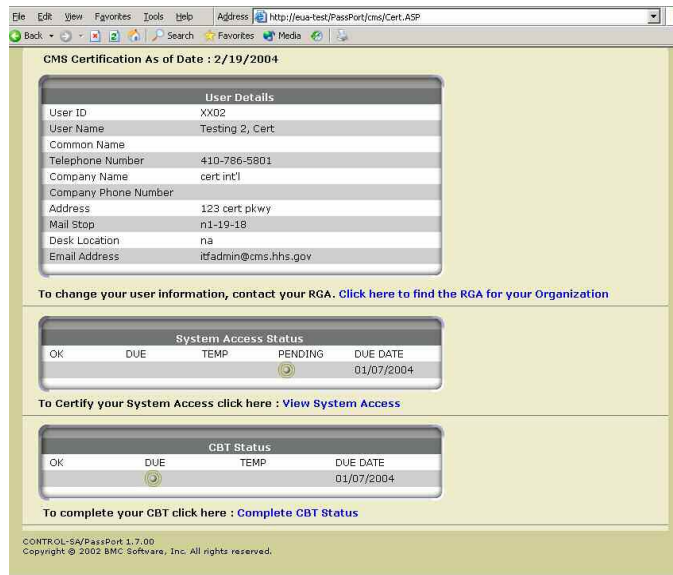 File Edit View Favorites Tools Help Address http://eua-test/PassPort/cms/Cert.ASP
Back Search Favorites Media
CMS Certification As of Date : 2/19/2004
User Details
User ID XX02
User Name Testing 2, Cert
Common Name
Telephone Number 410-786-5801
Company Name cert int'l
Company Phone Number
Address 123 cert pkwy
Mail Stop n1-19-18
Desk Location na
Email Address itfadmin@cms.hhs.gov
To change your user information, contact your RGA. Click here to find the RGA for your Organization
System Access Status
OK DUE TEMP PENDING DUE DATE
01/07/2004
To Certify your System Access click here : View System Access
CBT Status
OK DUE TEMP DUE DATE
01/07/2004
To complete your CBT click here : Complete CBT Status
CONTROL-SA/PassPort 1.7.00
Copyright © 2002 BMC Software, Inc. All rights reserved.